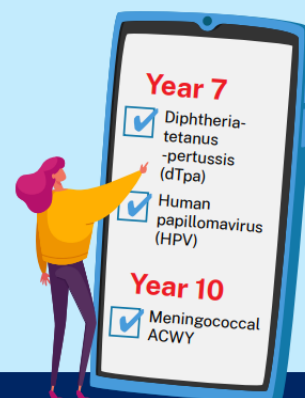 Year 7
Diphtheria-
tetanus
-pertussis
(dTpa)
Human
papillomavirus
(HPV)
Year 10
Meningococcal
ACWY